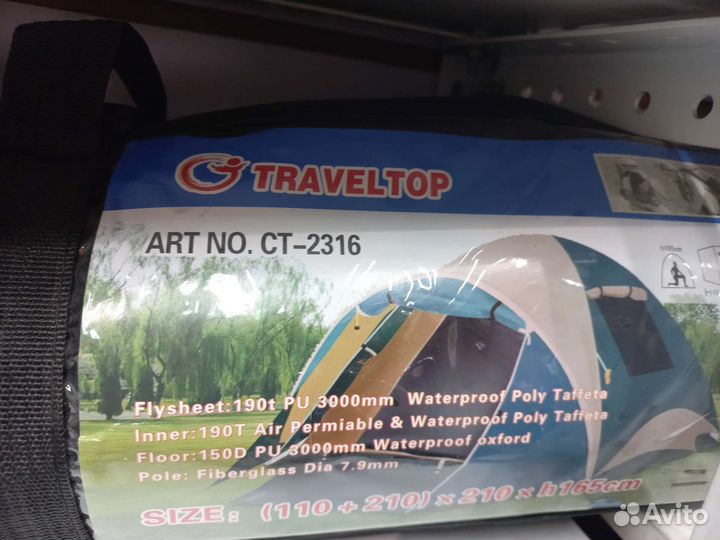 TRAVELTOP
ART NO. CT-2316
h165cm
Flysheet:190t PU 3000mm Waterproof Poly Taffeta
Inner:190T Air Permiable & Waterproof Poly Taffeta
Floor:150D PU 3000mm Waterproof oxford
Pole: Fiberglass Dia 7.9mm
SIZE: (110+210)×210×h165cm
Avito